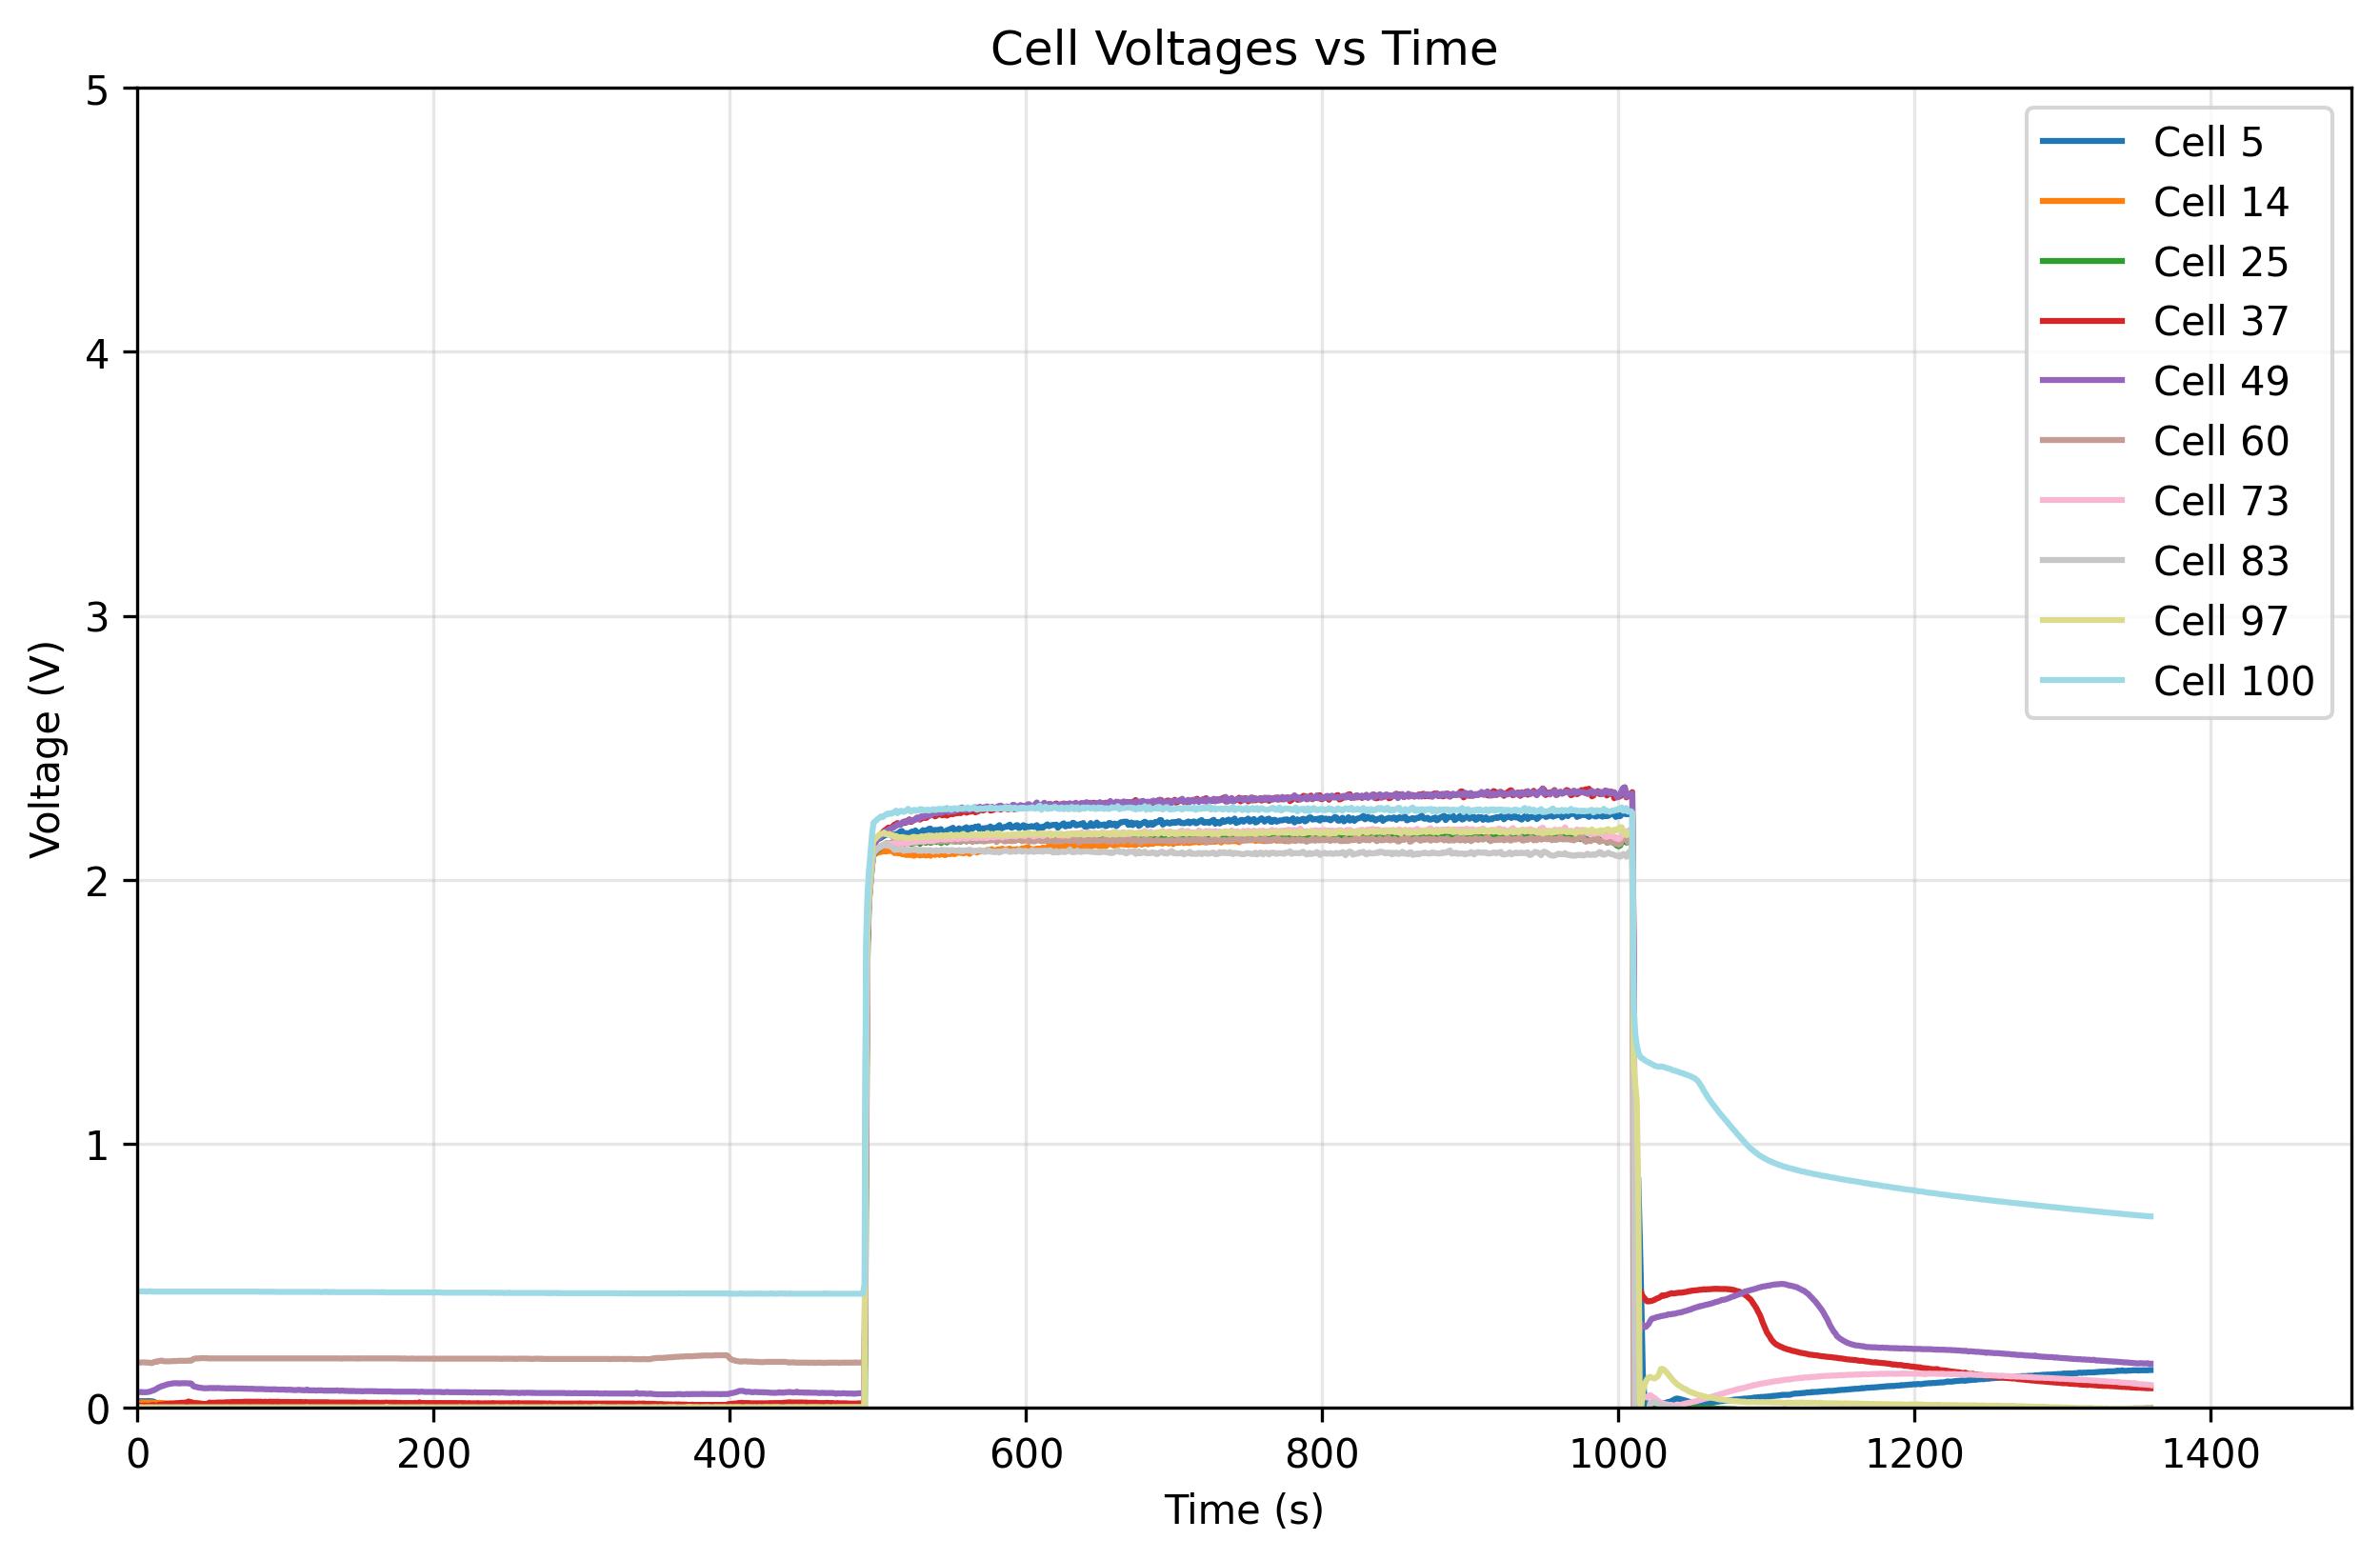 Cell Voltages vs Time
5
4
3
2
1
0
Voltage (V)
0 200 400 600 800 1000 1200 1400
Time (s)
Cell 5
Cell 14
Cell 25
Cell 37
Cell 49
Cell 60
Cell 73
Cell 83
Cell 97
Cell 100